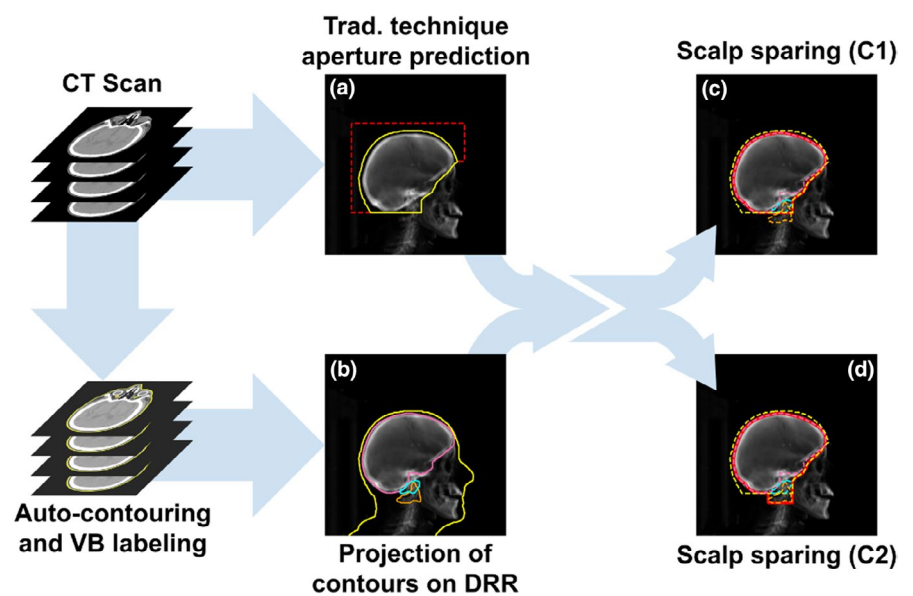 Trad. technique
aperture prediction
Scalp sparing (C1)
CT Scan
(a)
(c)
(b)
(d)
Auto-contouring
and VB labeling
Projection of
contours on DRR
Scalp sparing (C2)